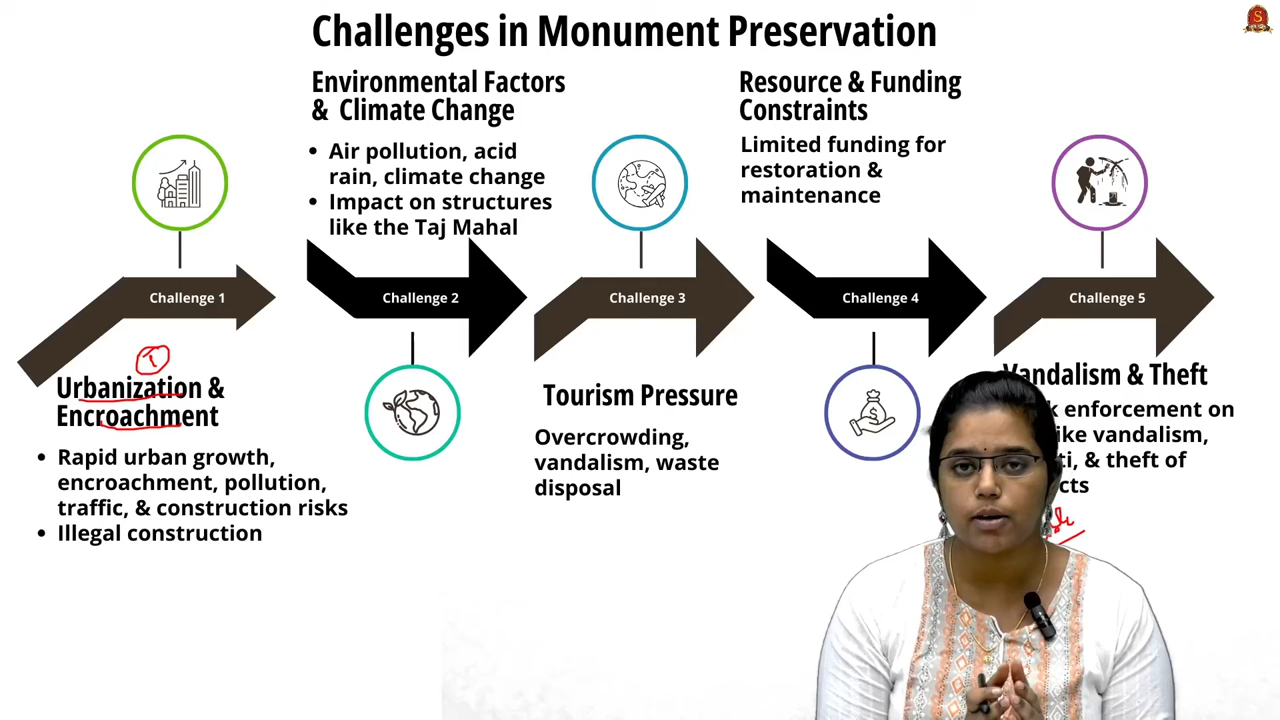 Challenges in Monument Preservation
Environmental Factors
& Climate Change
• Air pollution, acid
rain, climate change
• Impact on structures
like the Taj Mahal
Resource & Funding
Constraints
Limited funding for
restoration &
maintenance
Challenge 1
Challenge 2
Challenge 3
Challenge 4
Challenge 5
1
Urbanization &
Encroachment
• Rapid urban growth,
encroachment, pollution,
traffic, & construction risks
• Illegal construction
Tourism Pressure
Overcrowding,
vandalism, waste
disposal
Vandalism & Theft
enforcement on
like vandalism,
& theft of